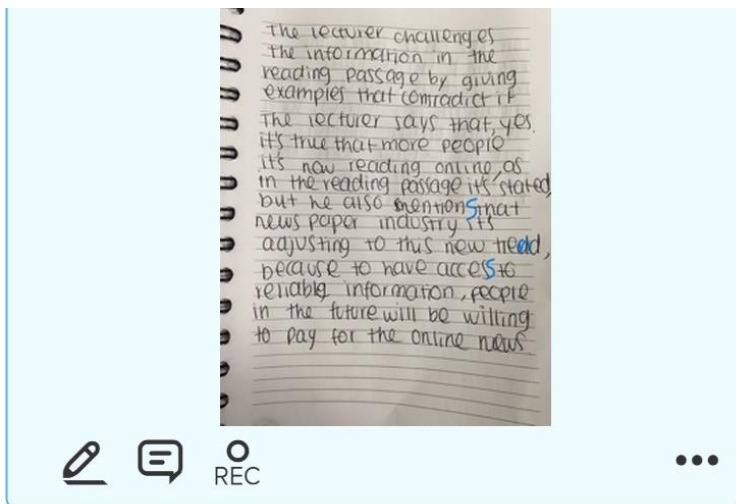 The lecturer challenges
the information in the
reading passage by giving
examples that contradict it
The lecturer says that, yes.
it's true that more people
it's now reading online, as
in the reading passage it's stated,
but he also mentions that
news paper industry its
adjusting to this new tread,
because to have access to
reliable information, people
in the future will be willing
to pay for the online news
REC